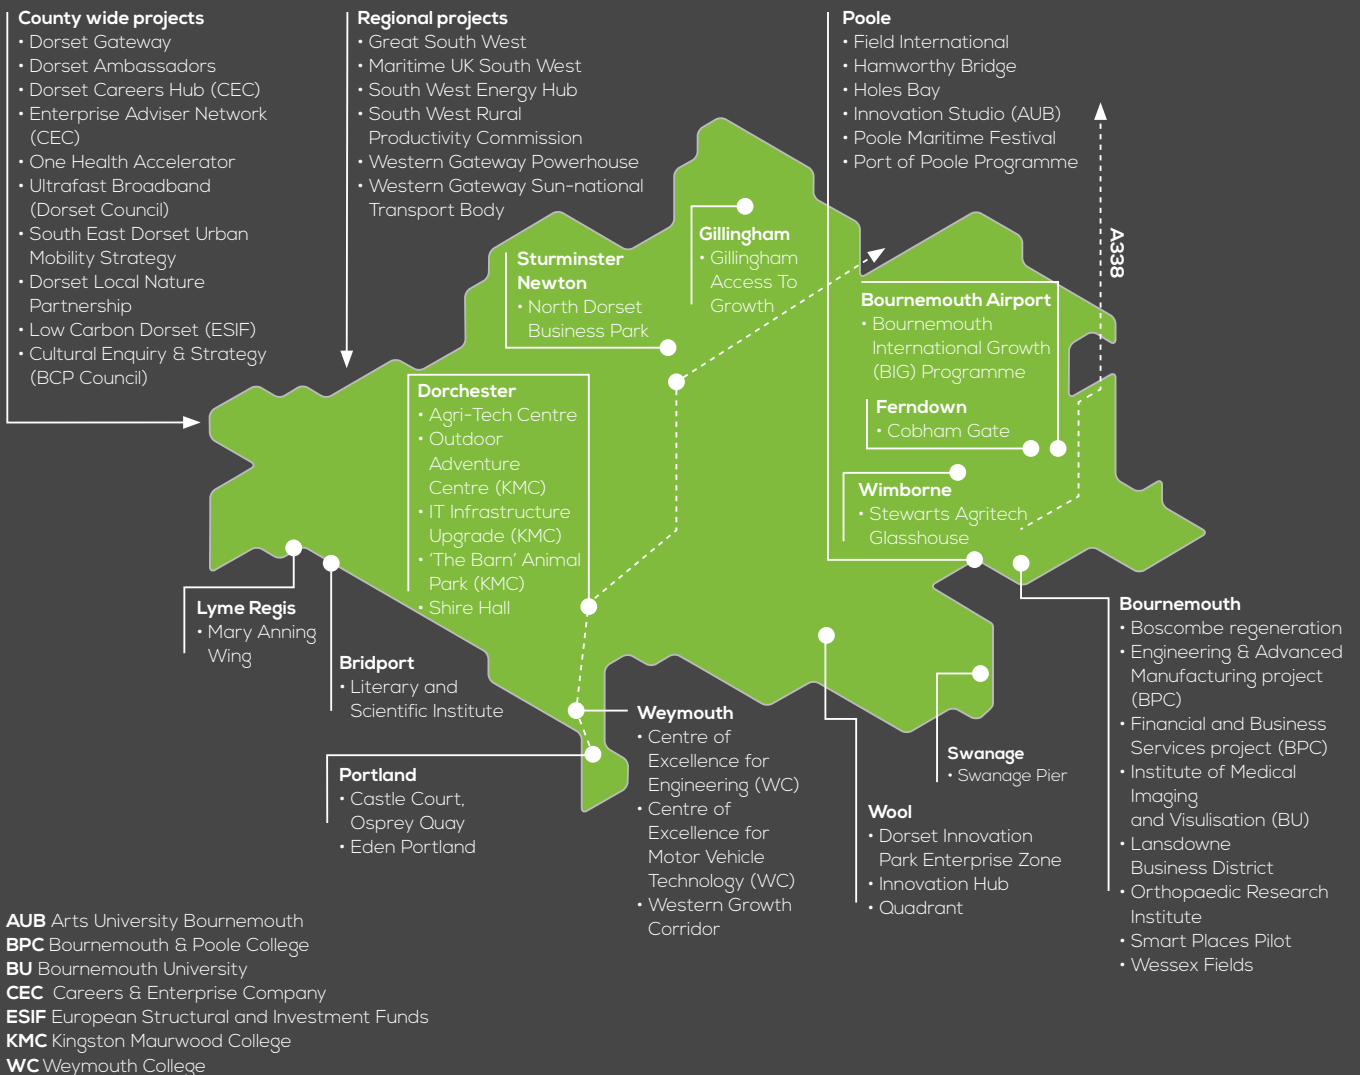 County wide projects
• Dorset Gateway
• Dorset Ambassadors
• Dorset Careers Hub (CEC)
• Enterprise Adviser Network
(CEC)
• One Health Accelerator
• Ultrafast Broadband
(Dorset Council)
• South East Dorset Urban
Mobility Strategy
• Dorset Local Nature
Partnership
• Low Carbon Dorset (ESIF)
• Cultural Enquiry & Strategy
(BCP Council)
Regional projects
• Great South West
• Maritime UK South West
• South West Energy Hub
• South West Rural
Productivity Commission
• Western Gateway Powerhouse
• Western Gateway Sun-national
Transport Body
Poole
• Field International
• Hamworthy Bridge
• Holes Bay
• Innovation Studio (AUB)
• Poole Maritime Festival
• Port of Poole Programme
A338
Gillingham
• Gillingham
Access To
Growth
Sturminster
Newton
• North Dorset
Business Park
Bournemouth Airport
• Bournemouth
International Growth
(BIG) Programme
Ferndown
• Cobham Gate
Wimborne
• Stewarts Agritech
Glasshouse
Dorchester
• Agri-Tech Centre
• Outdoor
Adventure
Centre (KMC)
• IT Infrastructure
Upgrade (KMC)
• ‘The Barn’ Animal
Park (KMC)
• Shire Hall
Lyme Regis
• Mary Anning
Wing
Bridport
• Literary and
Scientific Institute
Portland
• Castle Court,
Osprey Quay
• Eden Portland
Weymouth
• Centre of
Excellence for
Engineering (WC)
• Centre of
Excellence for
Motor Vehicle
Technology (WC)
• Western Growth
Corridor
Wool
• Dorset Innovation
Park Enterprise Zone
• Innovation Hub
• Quadrant
Swanage
• Swanage Pier
Bournemouth
• Boscombe regeneration
• Engineering & Advanced
Manufacturing project
(BPC)
• Financial and Business
Services project (BPC)
• Institute of Medical
Imaging
and Visulisation (BU)
• Lansdowne
Business District
• Orthopaedic Research
Institute
• Smart Places Pilot
• Wessex Fields
AUB Arts University Bournemouth
BPC Bournemouth & Poole College
BU Bournemouth University
CEC Careers & Enterprise Company
ESIF European Structural and Investment Funds
KMC Kingston Maurwood College
WC Weymouth College